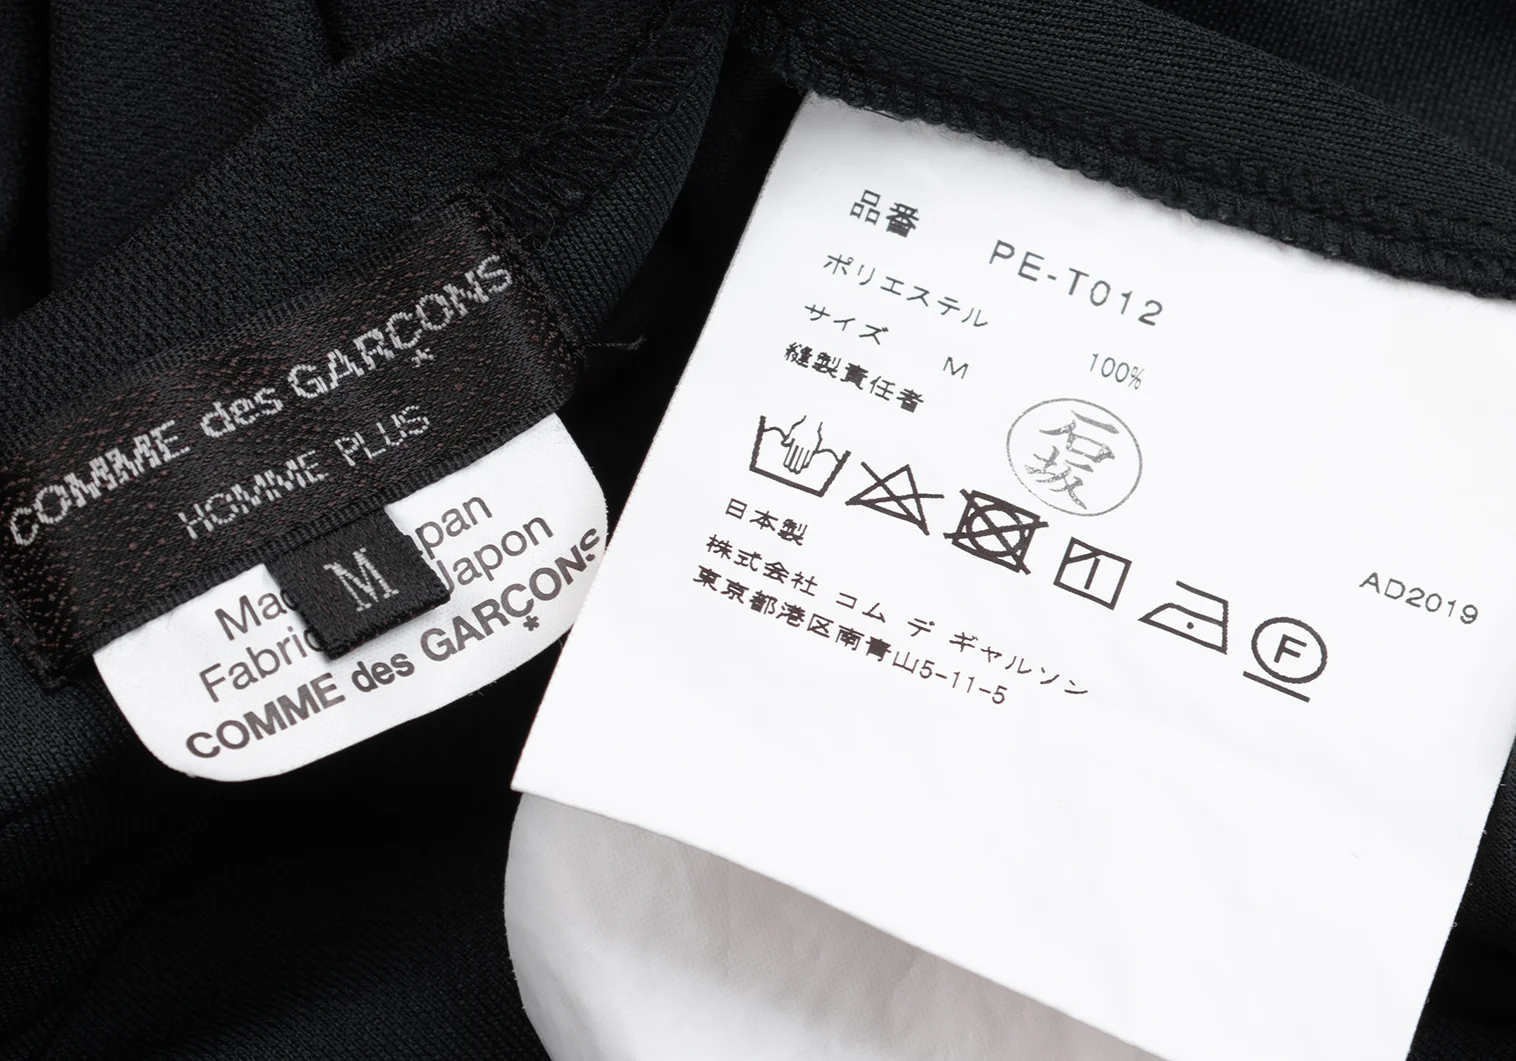 COMME des GARÇONS
HOMME PLUS
M
Japon
COMME des GARÇONS
品番 PE-T012
ポリエステル 100%
サイズ M
縫製責任者 石坂
日本製
株式会社 コム デ ギャルソン
東京都港区南青山5-11-5
F
AD2019